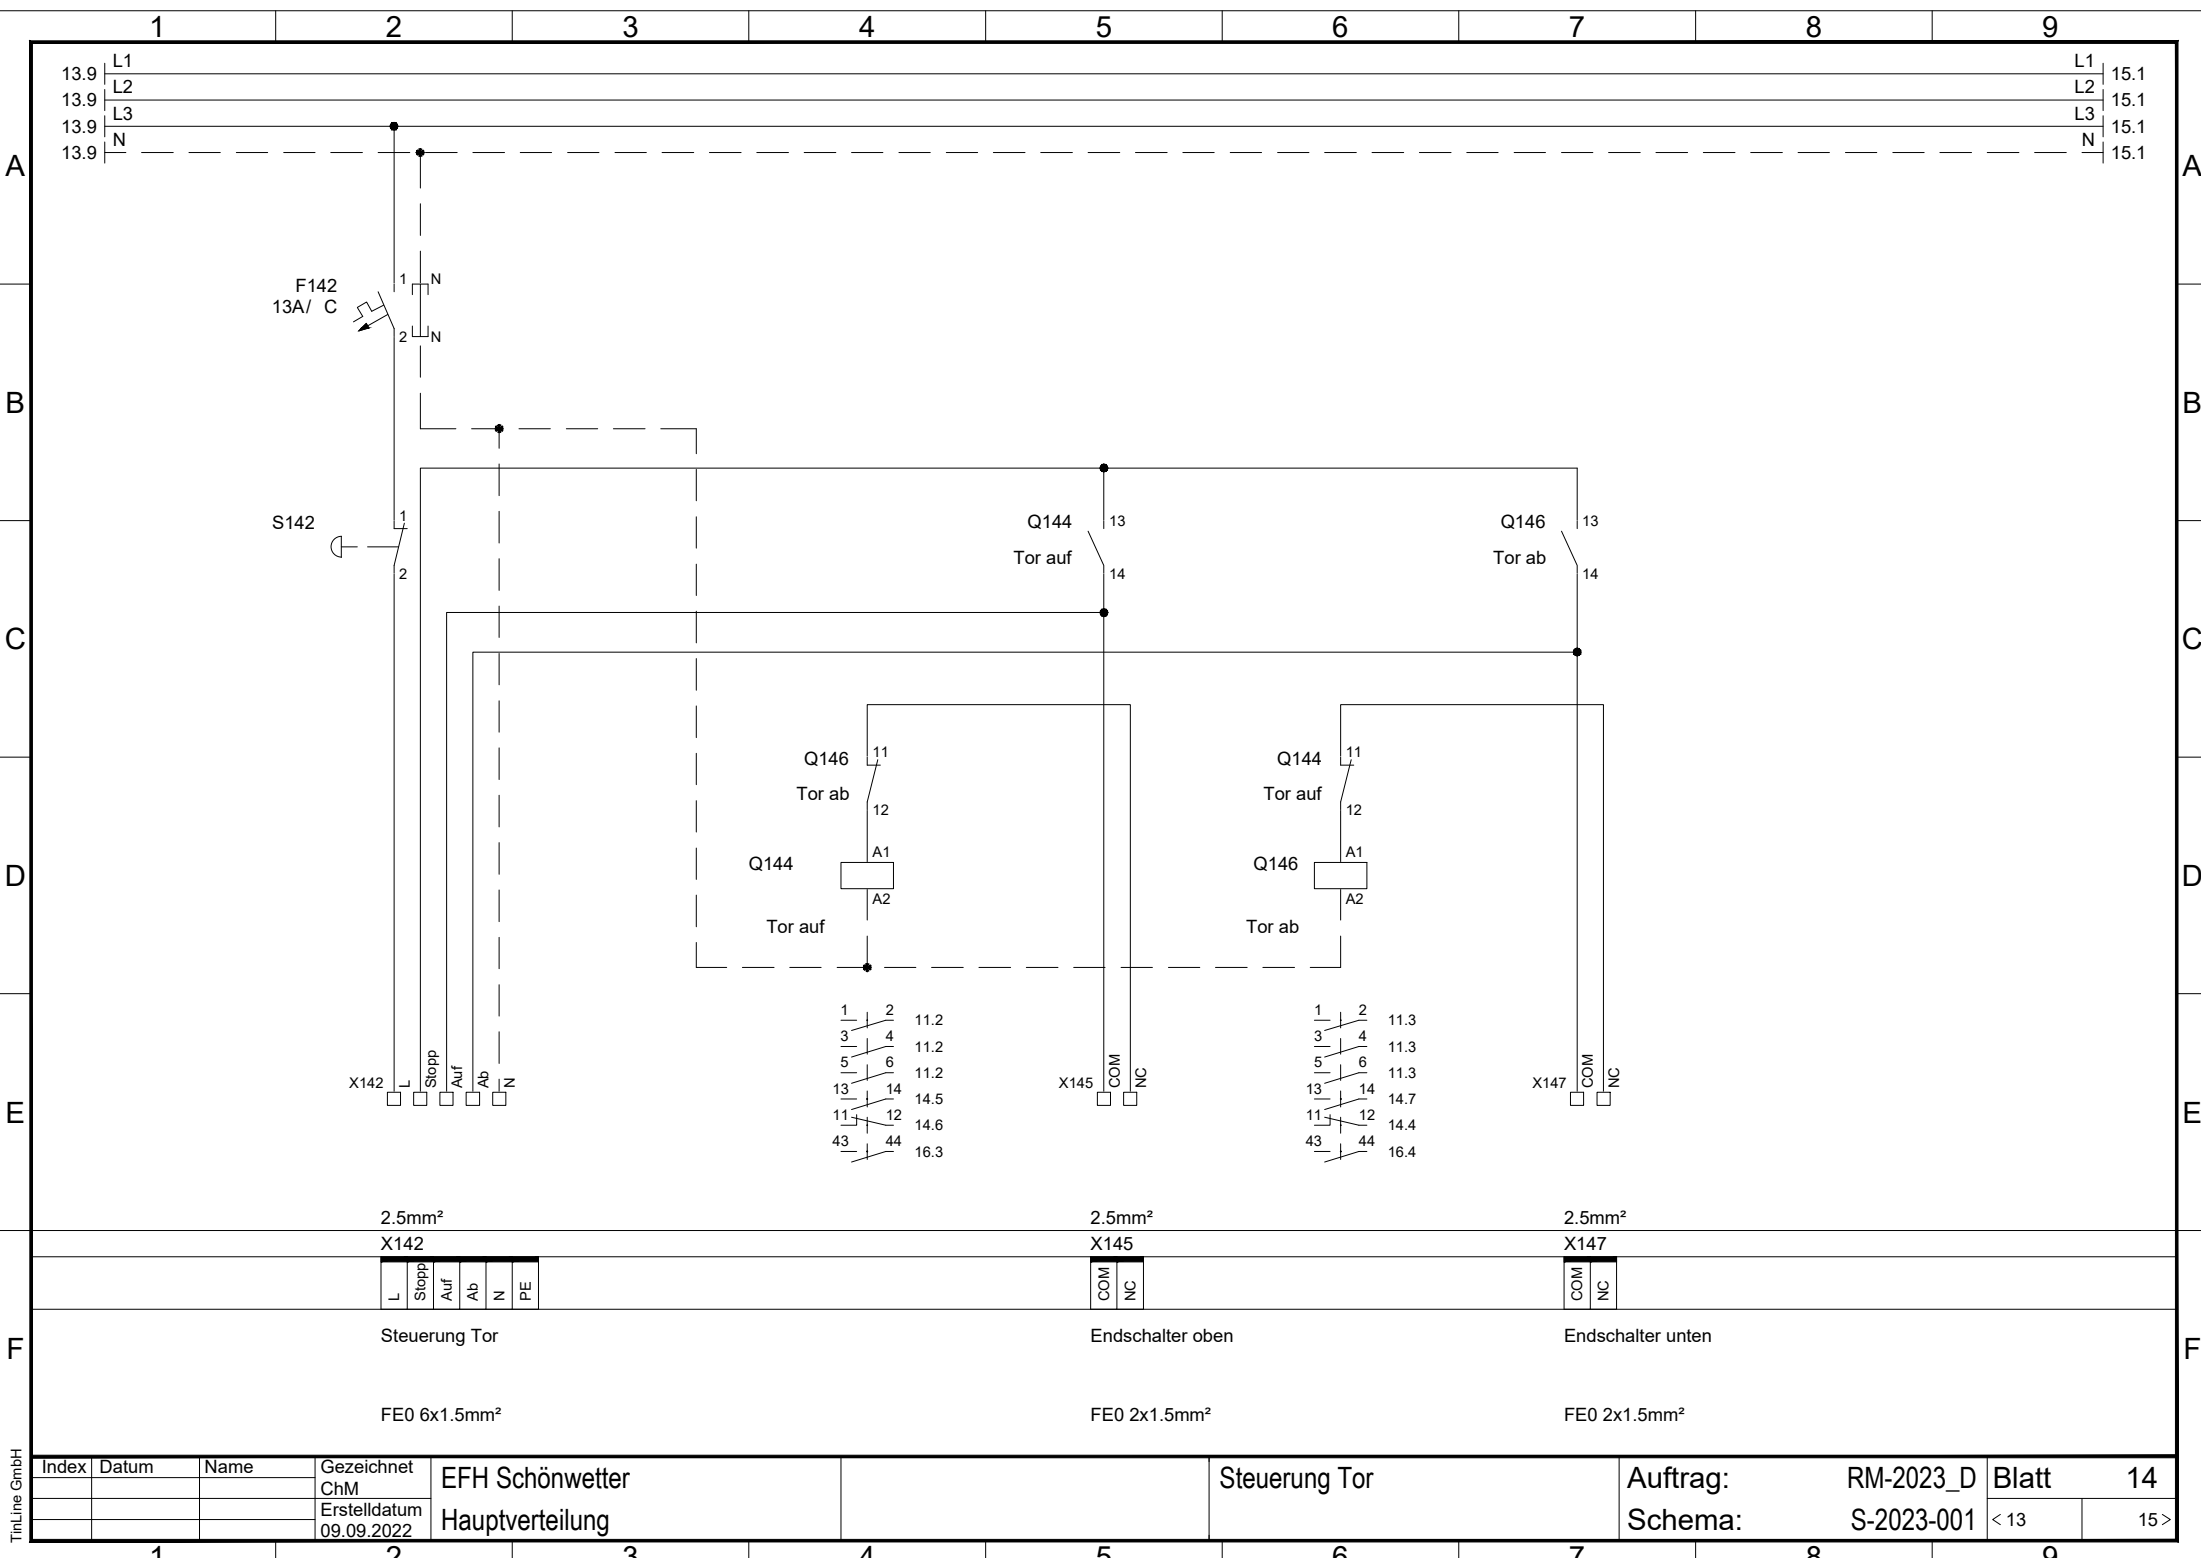 1 2 3 4 5 6 7 8 9
13.9 L1 L1 15.1
13.9 L2 L2 15.1
13.9 L3 L3 15.1
13.9 N N 15.1
A A
1 N
F142
13A/ C
2 N
B B
S142 1
2
Q144 13
Tor auf
14
Q146 13
Tor ab
14
C C
Q146 11
Tor ab
12
Q144 11
Tor auf
12
Q144 A1
A2
Tor auf
Q146 A1
A2
Tor ab
D D
1 2 11.2
3 4 11.2
5 6 11.2
13 14 14.5
11 12 14.6
43 44 16.3
1 2 11.3
3 4 11.3
5 6 11.3
13 14 14.7
11 12 14.4
43 44 16.4
X142 L Stopp Auf Ab N
X145 COM NC
X147 COM NC
E E
2.5mm² 2.5mm² 2.5mm²
X142 X145 X147
L Stopp Auf Ab N PE COM NC COM NC
Steuerung Tor Endschalter oben Endschalter unten
F F
FE0 6x1.5mm² FE0 2x1.5mm² FE0 2x1.5mm²
TinLine GmbH
Index Datum Name Gezeichnet
ChM
Erstelldatum
09.09.2022
EFH Schönwetter
Hauptverteilung
Steuerung Tor
Auftrag: RM-2023_D
Schema: S-2023-001
Blatt 14
< 13 15 >
1 2 3 4 5 6 7 8 9